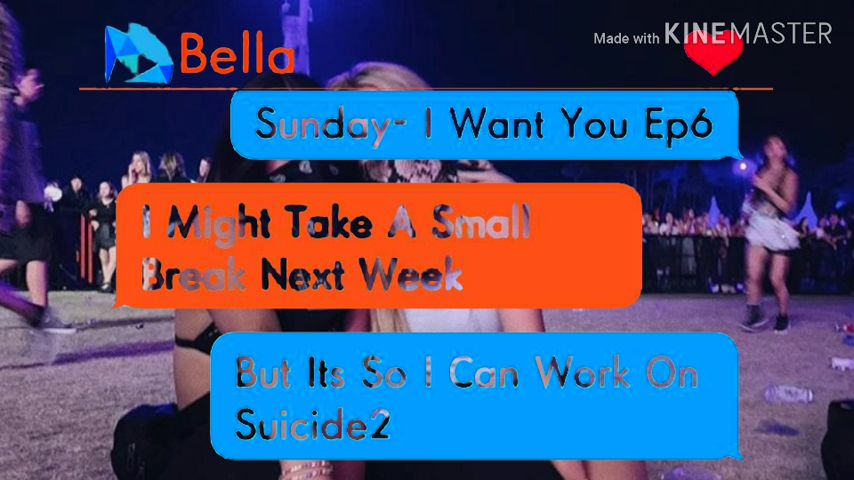 Made with KINEMASTER
Bella
Sunday- I Want You Ep6
I Might Take A Small
Break Next Week
But Its So I Can Work On
Suicide2